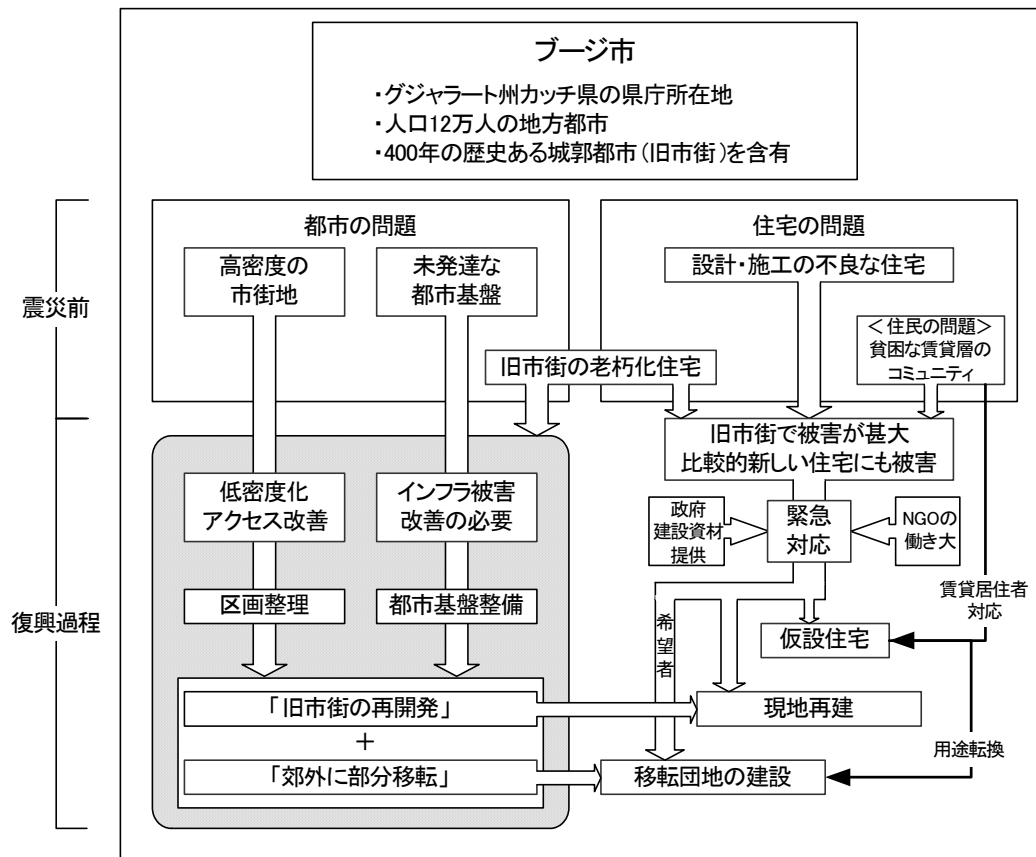 ブージ市
・グジャラート州カッチ県の県庁所在地
・人口12万人の地方都市
・400年の歴史ある城郭都市(旧市街)を含有
震災前
都市の問題
高密度の
市街地
未発達な
都市基盤
住宅の問題
設計・施工の不良な住宅
<住民の問題>
貧困な賃貸層の
コミュニティ
旧市街の老朽化住宅
復興過程
旧市街で被害が甚大
比較的新しい住宅にも被害
低密度化
アクセス改善
インフラ被害
改善の必要
政府
建設資材
提供
緊急
対応
NGOの
働き大
賃貸居住者
対応
区画整理
都市基盤整備
希望者
仮設住宅
「旧市街の再開発」
現地再建
+
用途転換
「郊外に部分移転」
移転団地の建設